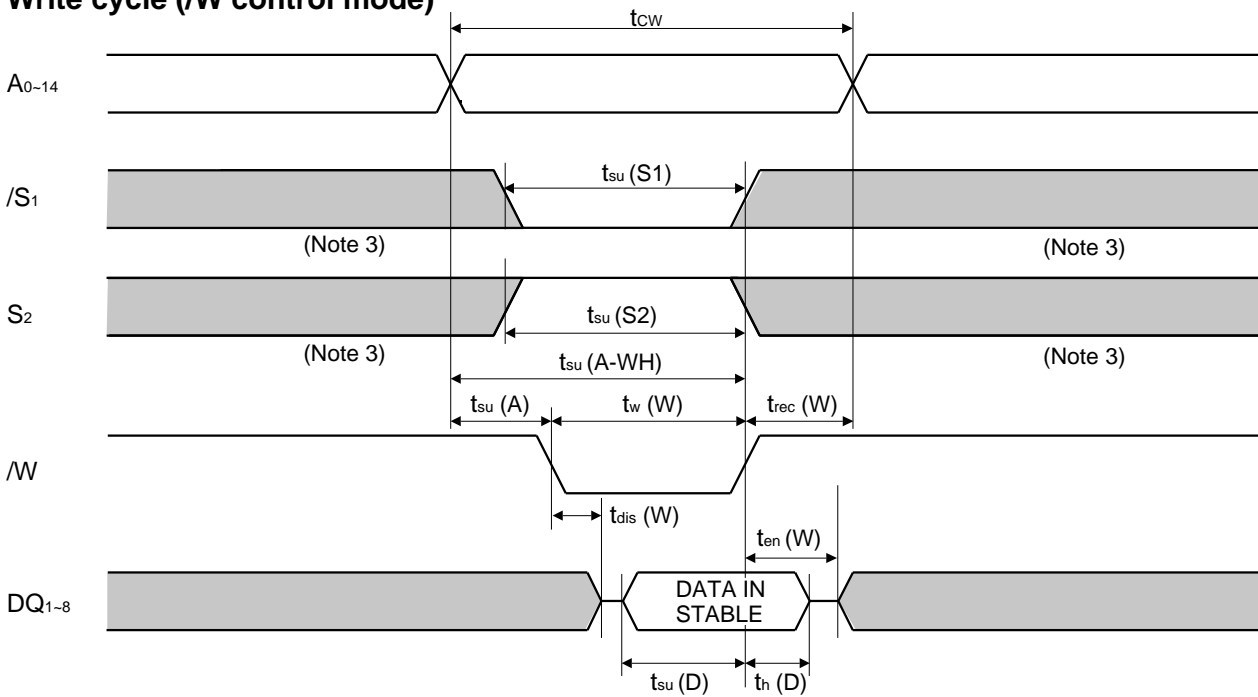 Write cycle (/W control mode)
tCW
A0~14
tsu (S1)
/S1
(Note 3)
(Note 3)
S2
tsu (S2)
(Note 3)
(Note 3)
tsu (A-WH)
tsu (A)
tw (W)
trec (W)
/W
tdis (W)
ten (W)
DQ1~8
DATA IN
STABLE
tsu (D)
th (D)